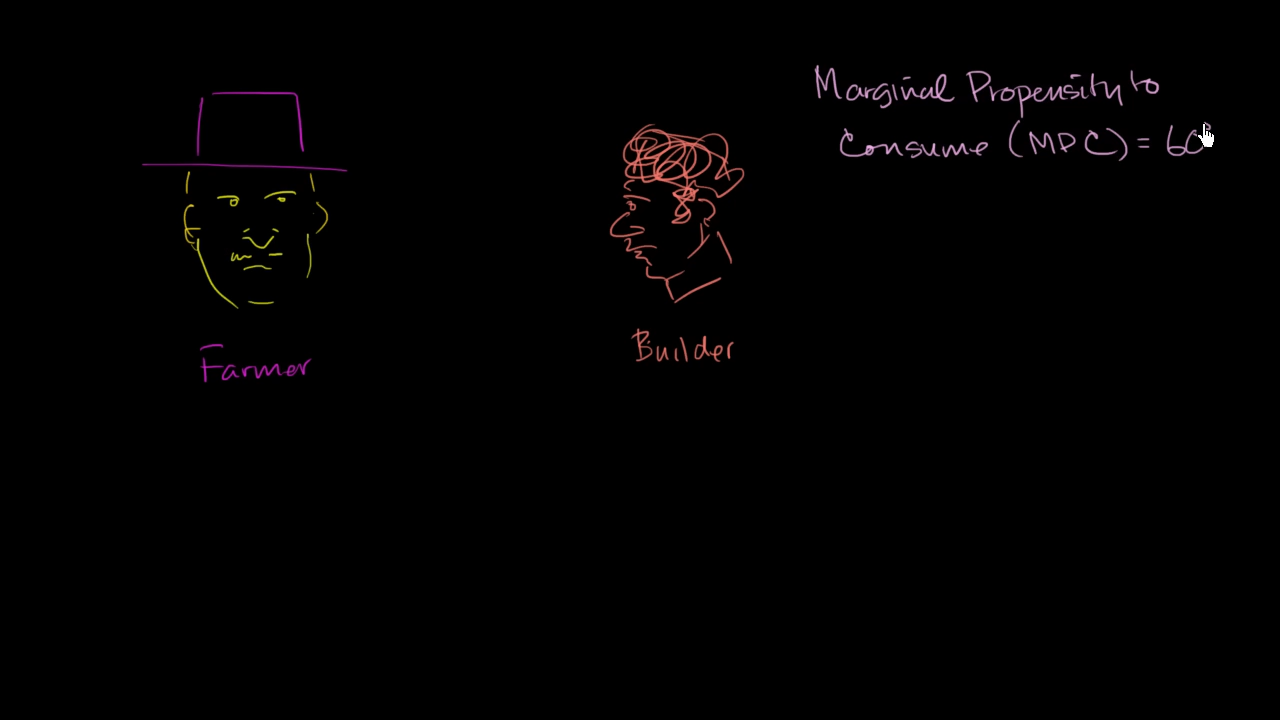 Marginal Propensity to
Consume (MPC) = 60
Farmer
Builder